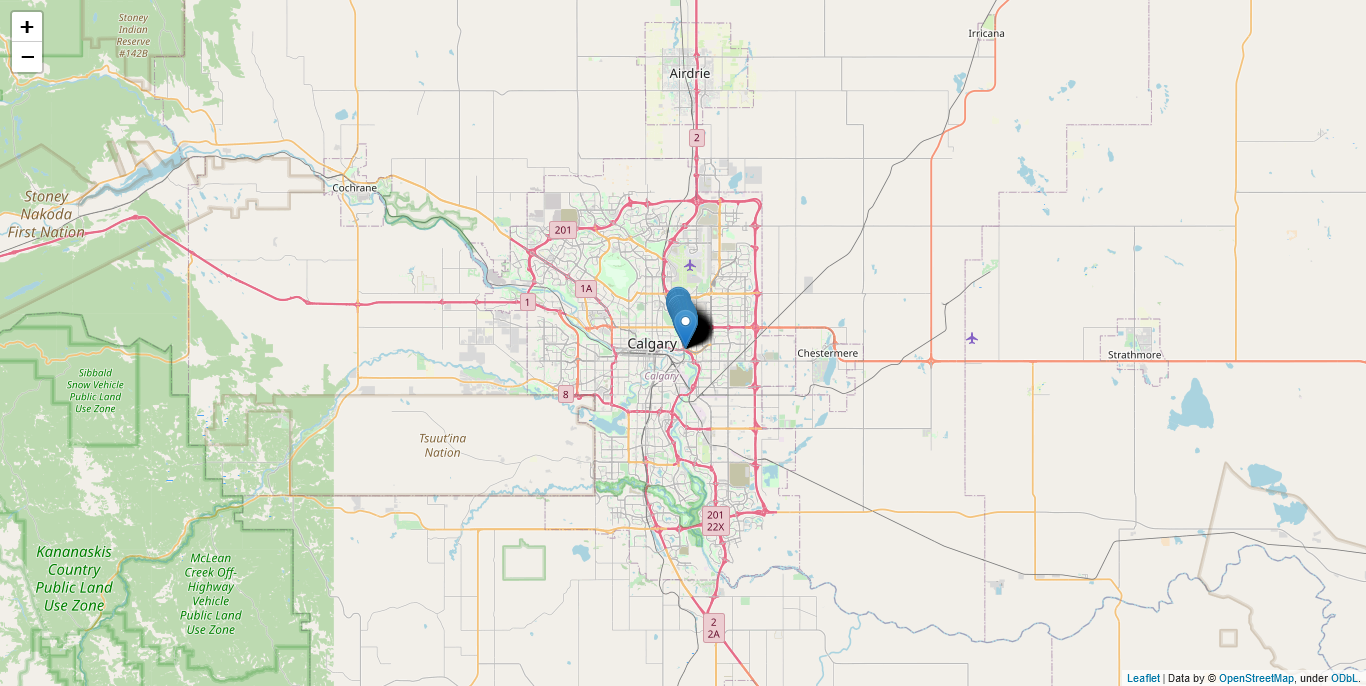 +
−
Stoney
Indian
Reserve
#142B
Irricana
Airdrie
2
Cochrane
Stoney
Nakoda
First Nation
201
1A
1
Calgary
Calgary
Chestermere
Strathmore
Sibbald
Snow Vehicle
Public Land
Use Zone
8
Tsuut'ina
Nation
201
22X
Kananaskis
Country
Public Land
Use Zone
McLean
Creek Off-
Highway
Vehicle
Public Land
Use Zone
2
2A
Leaflet | Data by © OpenStreetMap, under ODbL.